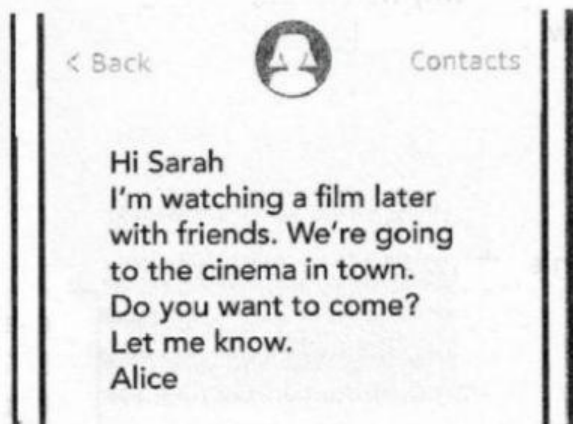 < Back
Contacts
Hi Sarah
I'm watching a film later
with friends. We're going
to the cinema in town.
Do you want to come?
Let me know.
Alice